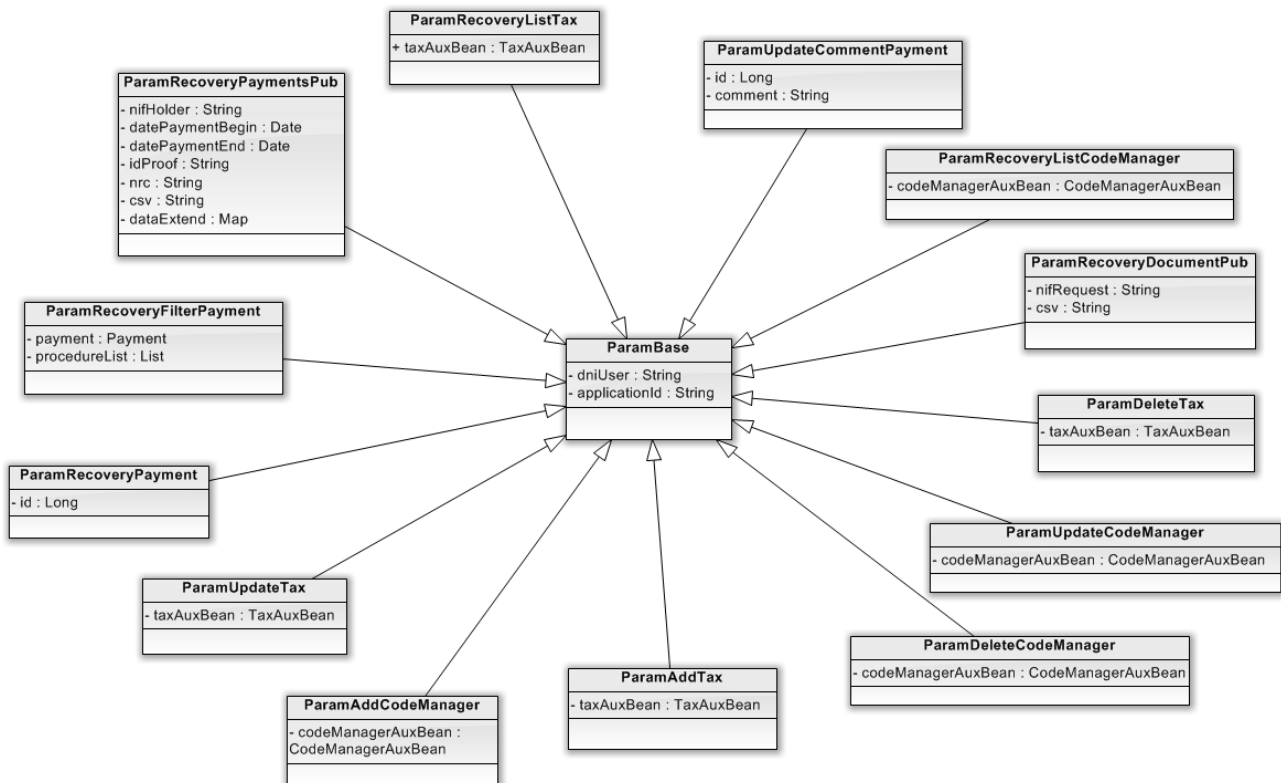 ParamRecoveryListTax
+ taxAuxBean : TaxAuxBean
ParamUpdateCommentPayment
- id : Long
- comment : String
ParamRecoveryPaymentsPub
- nifHolder : String
- datePaymentBegin : Date
- datePaymentEnd : Date
- idProof : String
- nrc : String
- csv : String
- dataExtend : Map
ParamRecoveryListCodeManager
- codeManagerAuxBean : CodeManagerAuxBean
ParamRecoveryDocumentPub
- nifRequest : String
- csv : String
ParamRecoveryFilterPayment
- payment : Payment
- procedureList : List
ParamBase
- dniUser : String
- applicationId : String
ParamDeleteTax
- taxAuxBean : TaxAuxBean
ParamRecoveryPayment
- id : Long
ParamUpdateCodeManager
- codeManagerAuxBean : CodeManagerAuxBean
ParamUpdateTax
- taxAuxBean : TaxAuxBean
ParamDeleteCodeManager
- codeManagerAuxBean : CodeManagerAuxBean
ParamAddTax
- taxAuxBean : TaxAuxBean
ParamAddCodeManager
- codeManagerAuxBean :
CodeManagerAuxBean